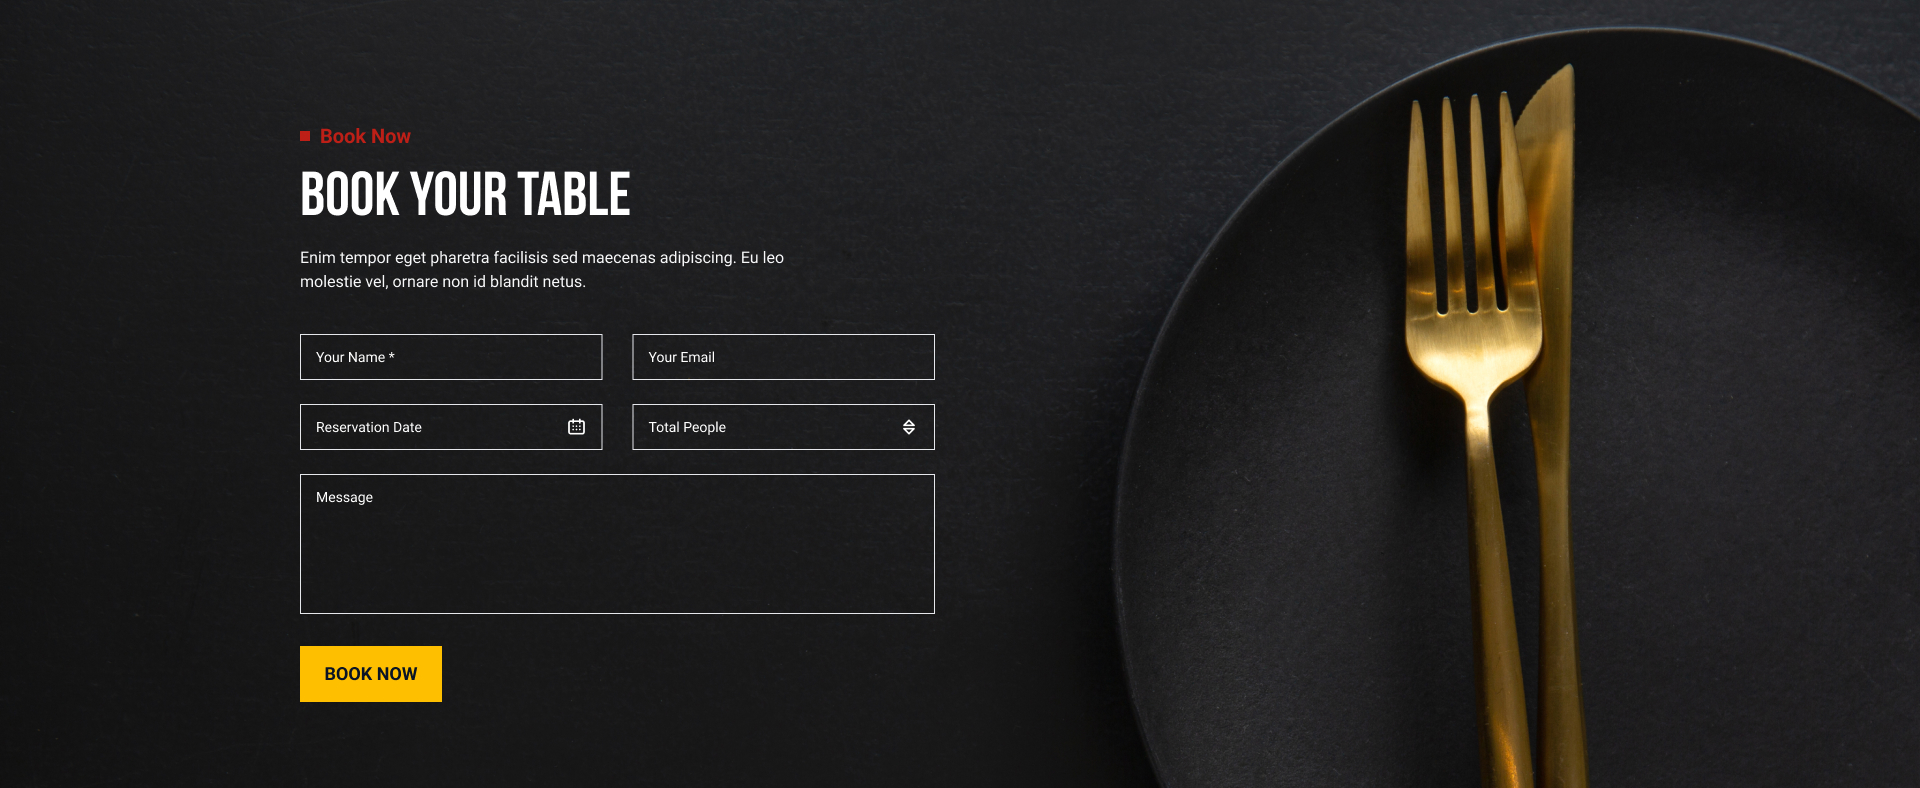 Book Now
BOOK YOUR TABLE
Enim tempor eget pharetra facilisis sed maecenas adipiscing. Eu leo
molestie vel, ornare non id blandit netus.
Your Name *
Your Email
Reservation Date
Total People
Message
BOOK NOW